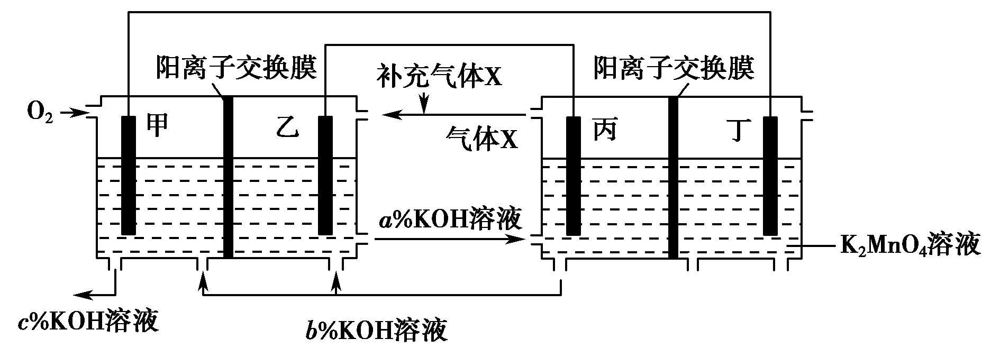 阳离子交换膜
补充气体X
阳离子交换膜
O₂
甲
乙
丙
丁
气体X
a%KOH溶液
K₂MnO₄溶液
c%KOH溶液
b%KOH溶液